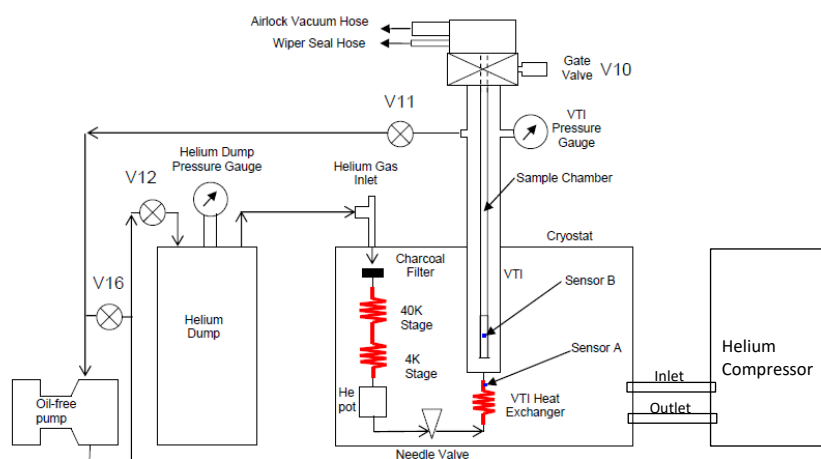 Airlock Vacuum Hose
Wiper Seal Hose
Gate
Valve
V10
V11
VTI
Pressure
Gauge
Helium Dump
Pressure Gauge
Helium Gas
Inlet
V12
Sample Chamber
Cryostat
Charcoal
Filter
VTI
Sensor B
V16
40K
Stage
Helium
Dump
4K
Stage
Sensor A
Helium
Compressor
He
pot
Inlet
VTI Heat
Exchanger
Outlet
Oil-free
pump
Needle Valve